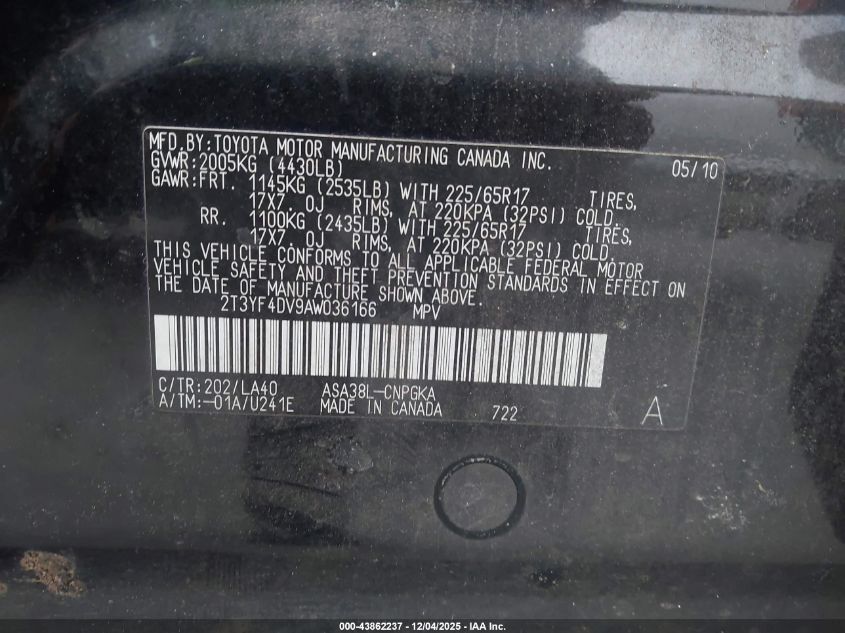 MFD.BY:TOYOTA MOTOR MANUFACTURING CANADA INC. 05/10
GVWR:2005KG (4430LB)
GAWR:FRT. 1145KG (2535LB) WITH 225/65R17 TIRES,
17X7 0J RIMS, AT 220KPA (32PSI) COLD.
RR. 1100KG (2435LB) WITH 225/65R17 TIRES,
17X7 0J RIMS, AT 220KPA (32PSI) COLD.
THIS VEHICLE CONFORMS TO ALL APPLICABLE FEDERAL MOTOR
VEHICLE SAFETY AND THEFT PREVENTION STANDARDS IN EFFECT ON
THE DATE OF MANUFACTURE SHOWN ABOVE.
2T3YF4DV9AW036166 MPV
C/TR:202/LA40 ASA38L-CNPGKA
A/TM:-01A/U241E MADE IN CANADA 722 A
000-43862237 - 12/04/2025 - IAA Inc.